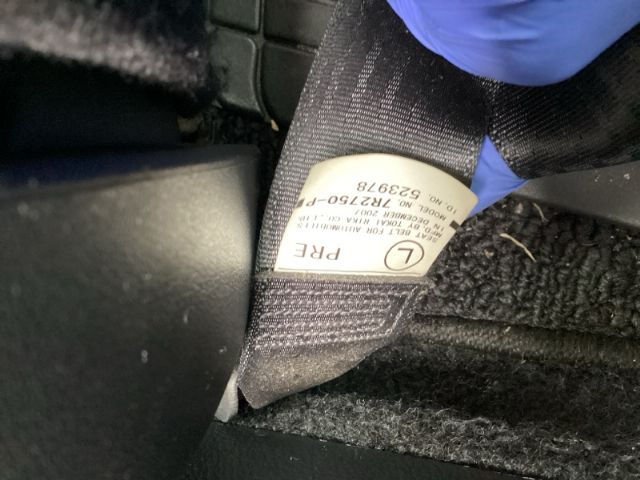 PRE
L
SEAT BELT FOR AUTOMOBILES
MFD. BY TOKAI RIKA CO., LTD.
IN DECEMBER 2007
MODEL NO. 7R2750-P
ID. NO. 523978